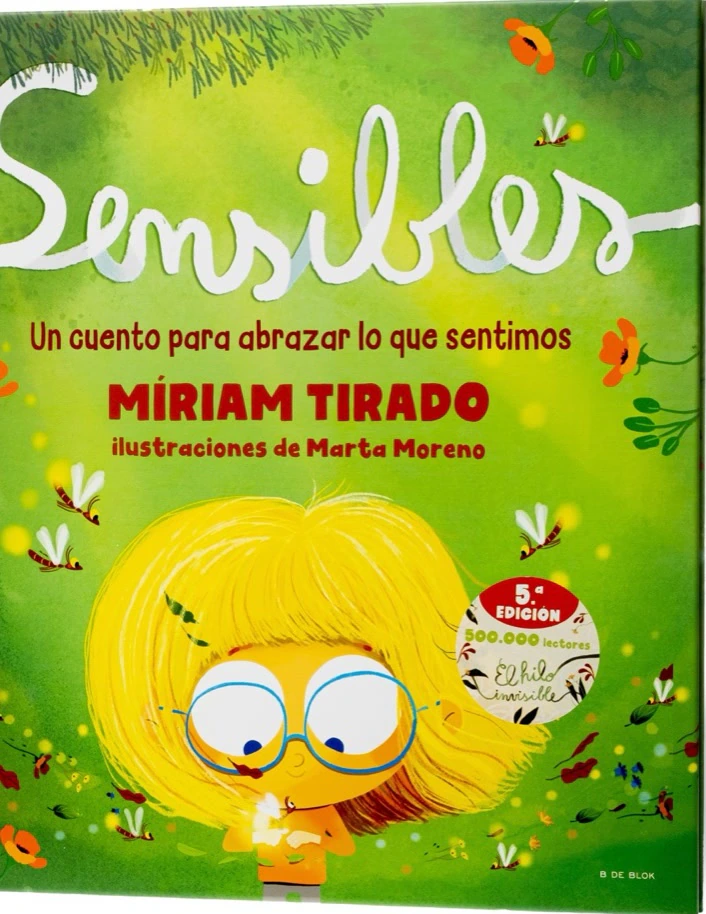 Sensibles
Un cuento para abrazar lo que sentimos
MÍRIAM TIRADO
ilustraciones de Marta Moreno
5.ª
EDICIÓN
500.000 lectores
El hilo
invisible
B DE BLOK